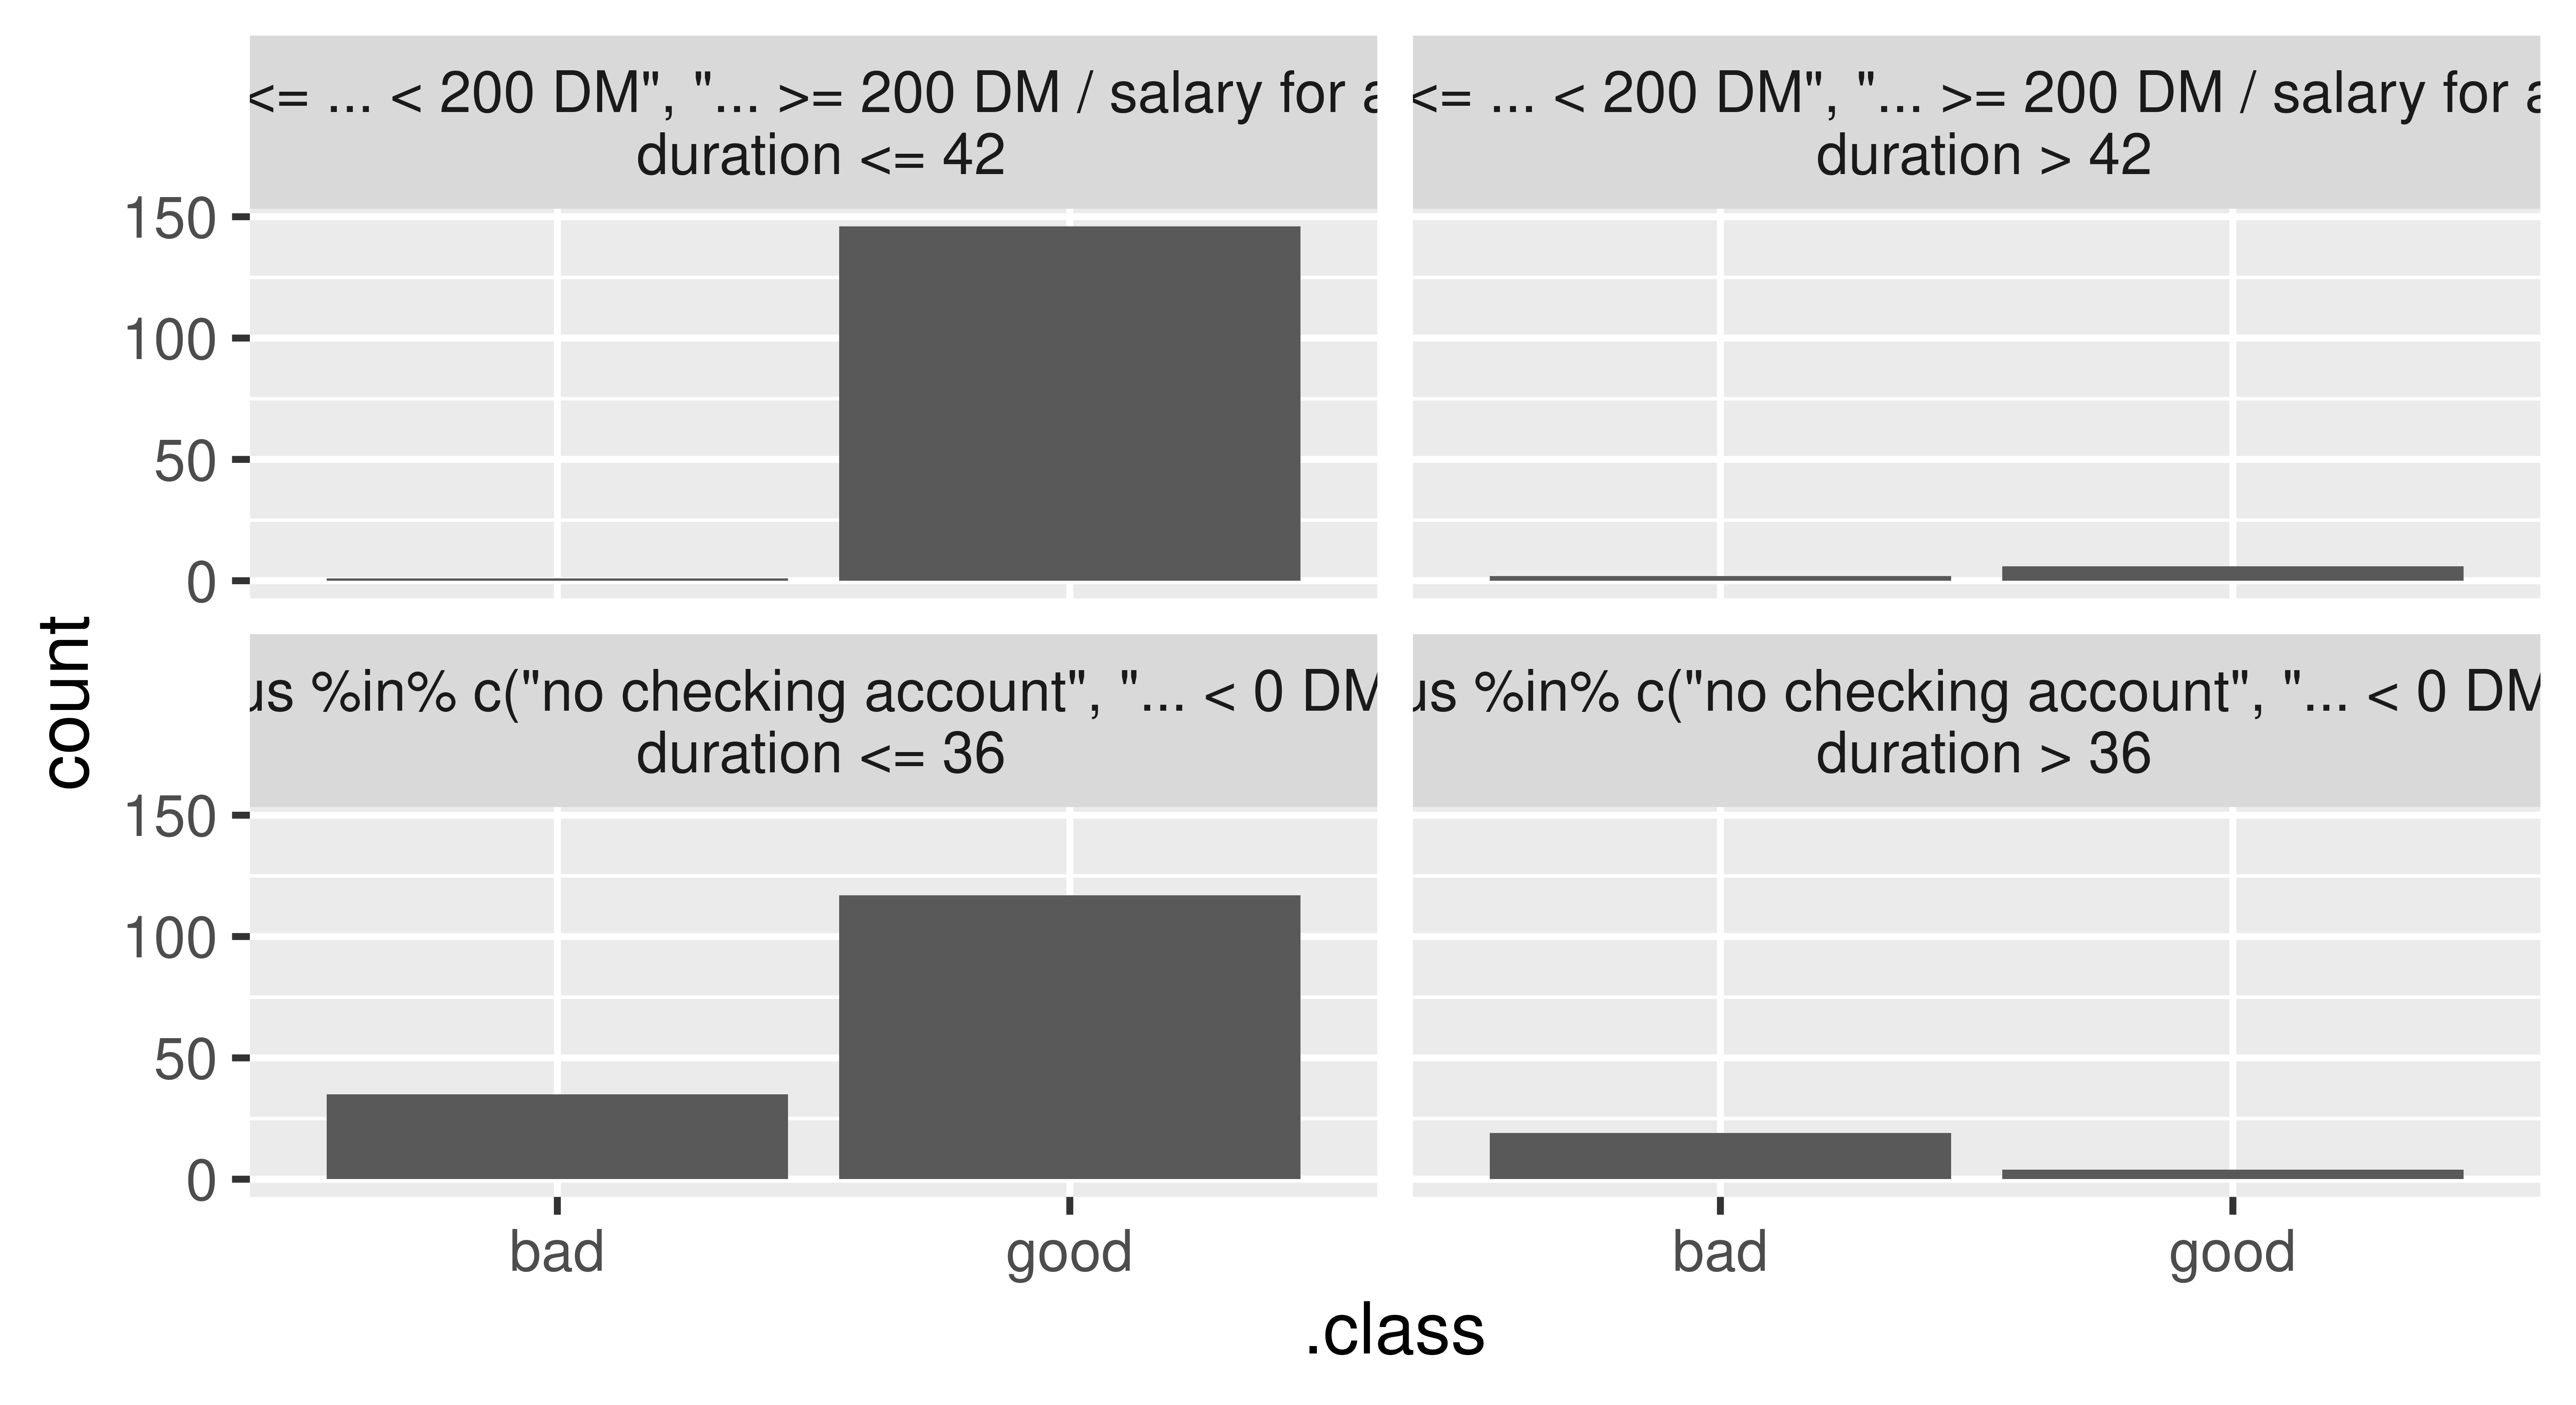 <= ... < 200 DM", "... >= 200 DM / salary for a
<= ... < 200 DM", "... >= 200 DM / salary for a
duration <= 42
duration > 42
150
100
50
0
us %in% c("no checking account", "... < 0 DM
us %in% c("no checking account", "... < 0 DM
duration <= 36
duration > 36
150
100
50
0
count
bad
good
bad
good
.class